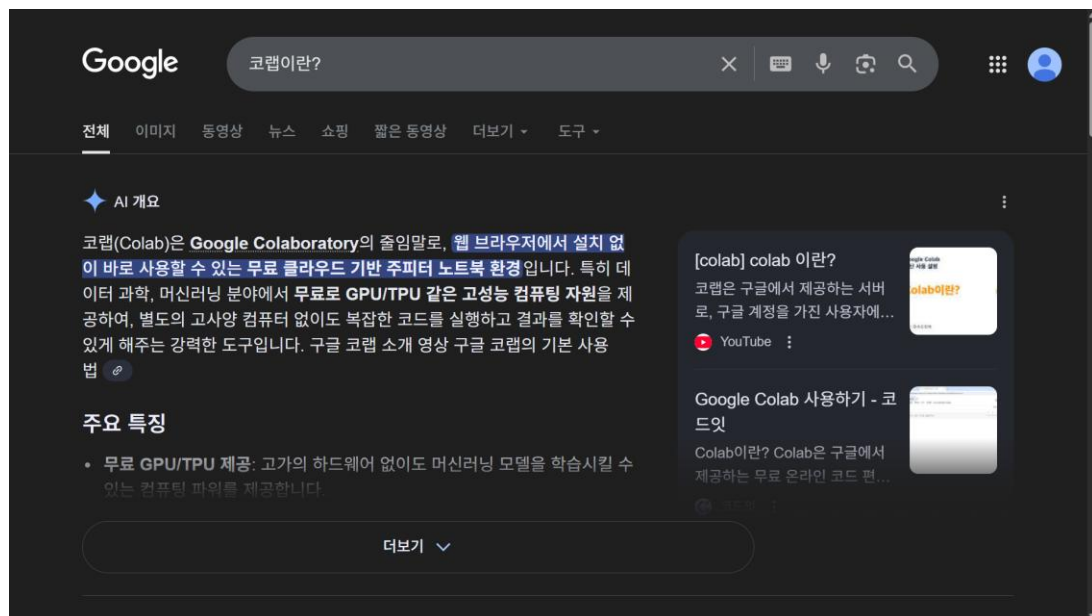 Google
코랩이란?
전체 이미지 동영상 뉴스 쇼핑 짧은 동영상 더보기 도구
AI 개요
코랩(Colab)은 Google Colaboratory의 줄임말로, 웹 브라우저에서 설치 없
이 바로 사용할 수 있는 무료 클라우드 기반 주피터 노트북 환경입니다. 특히 데
이터 과학, 머신러닝 분야에서 무료로 GPU/TPU 같은 고성능 컴퓨팅 자원을 제
공하여, 별도의 고사양 컴퓨터 없이도 복잡한 코드를 실행하고 결과를 확인할 수
있게 해주는 강력한 도구입니다. 구글 코랩 소개 영상 구글 코랩의 기본 사용
법
주요 특징
• 무료 GPU/TPU 제공: 고가의 하드웨어 없이도 머신러닝 모델을 학습시킬 수
있는 컴퓨팅 파워를 제공합니다.
더보기
[colab] colab 이란?
코랩은 구글에서 제공하는 서버
로, 구글 계정을 가진 사용자에...
YouTube
olab이란?
Google Colab 사용하기 - 코
드잇
Colab이란? Colab은 구글에서
제공하는 무료 온라인 코드 편...
코드잇